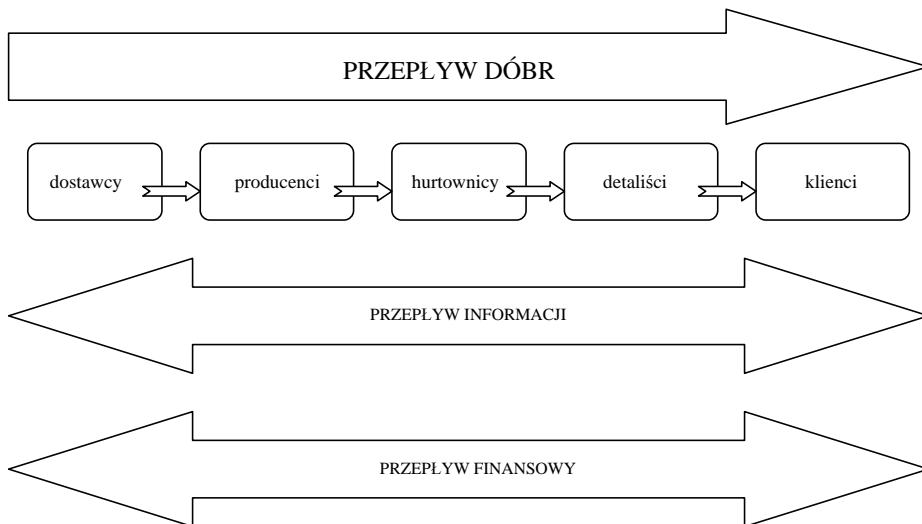 PRZEPŁYW DÓBR
dostawcy
producenci
hurtownicy
detaliści
klienci
PRZEPŁYW INFORMACJI
PRZEPŁYW FINANSOWY